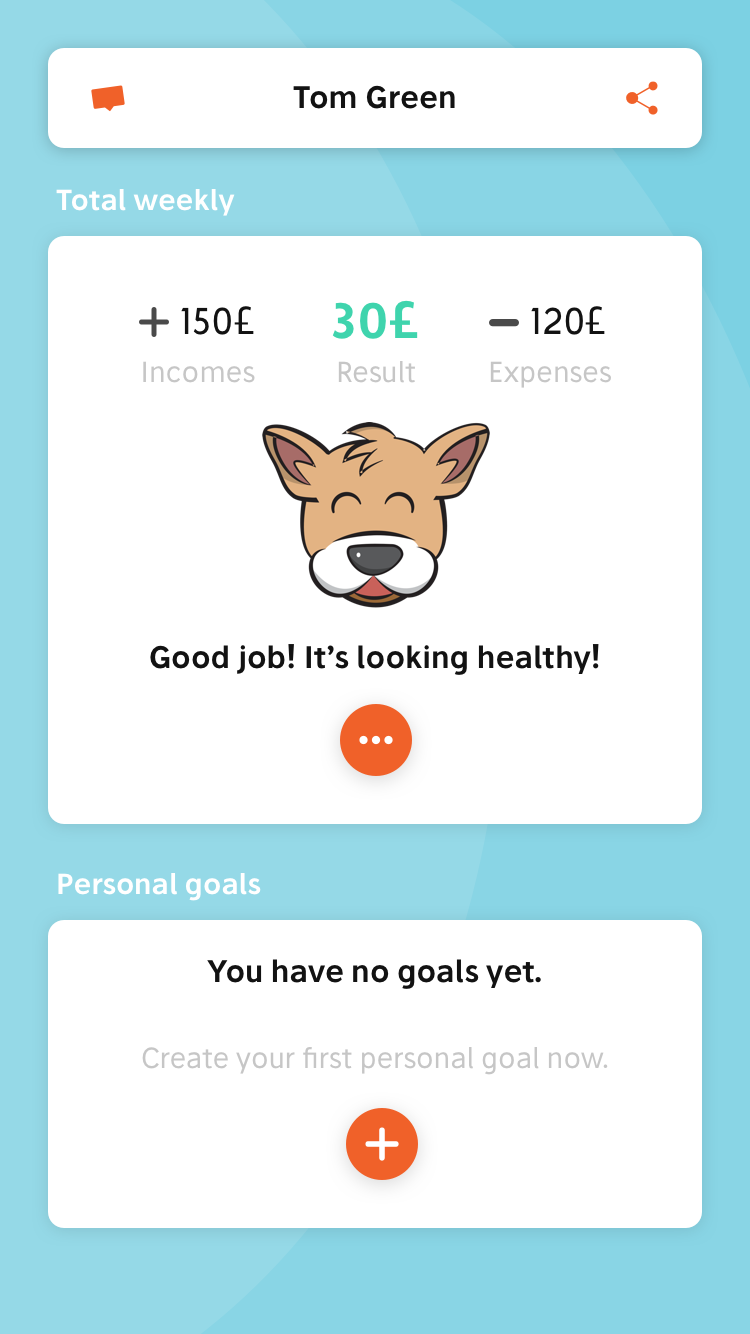 Tom Green
Total weekly
+ 150£ 30£ − 120£
Incomes Result Expenses
Good job! It’s looking healthy!
Personal goals
You have no goals yet.
Create your first personal goal now.